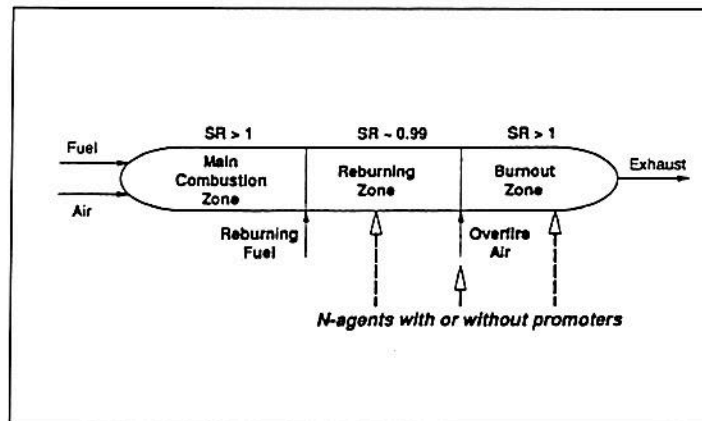 SR > 1
SR ~ 0.99
SR > 1
Fuel
Air
Main
Combustion
Zone
Reburning
Zone
Burnout
Zone
Exhaust
Reburning
Fuel
Overfire
Air
N-agents with or without promoters